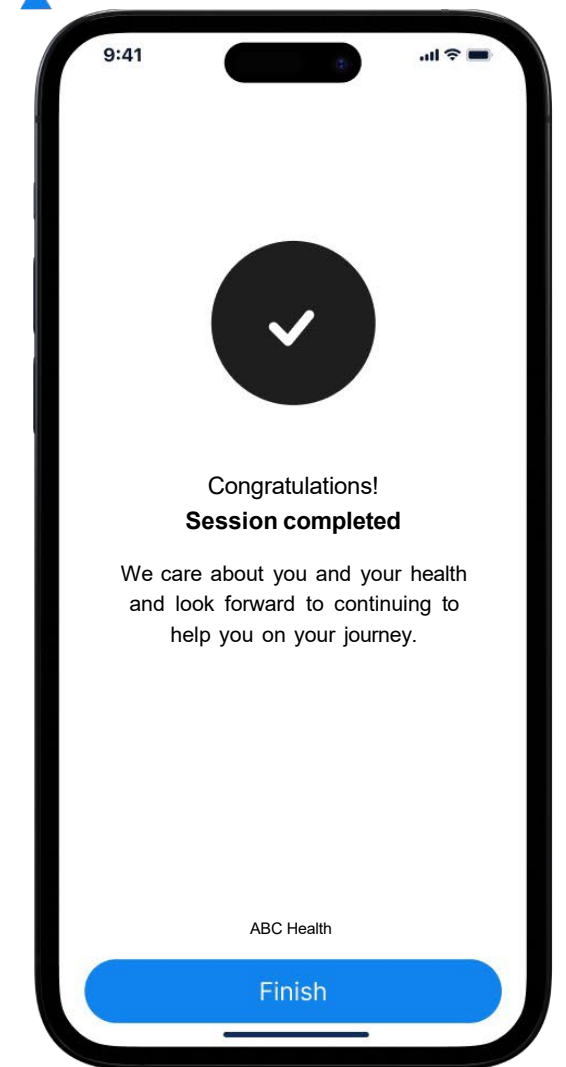 9:41
Congratulations!
Session completed
We care about you and your health
and look forward to continuing to
help you on your journey.
ABC Health
Finish